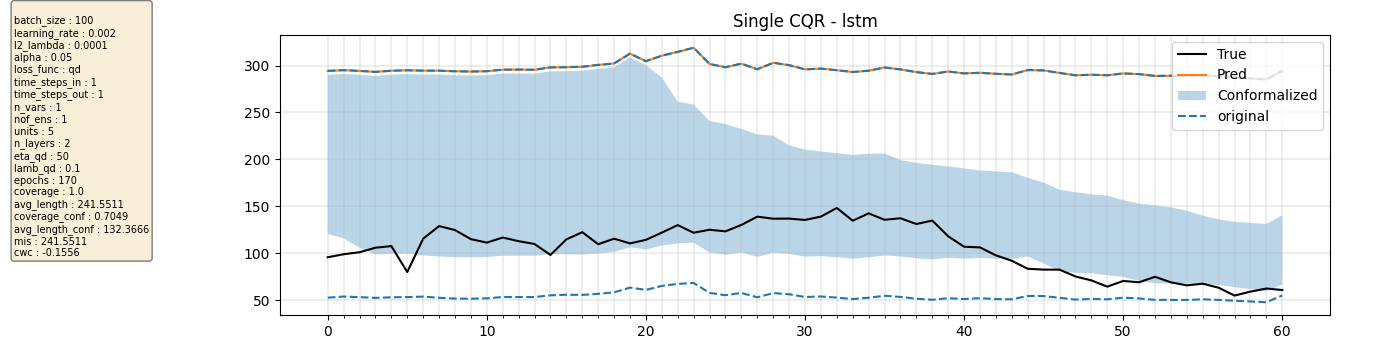 batch_size : 100
learning_rate : 0.002
l2_lambda : 0.0001
alpha : 0.05
loss_func : qd
time_steps_in : 1
time_steps_out : 1
n_vars : 1
nof_ens : 1
units : 5
n_layers : 2
eta_qd : 50
lamb_qd : 0.1
epochs : 170
coverage : 1.0
avg_length : 241.5511
coverage_conf : 0.7049
avg_length_conf : 132.3666
mis : 241.5511
cwc : -0.1556
Single CQR - lstm
300
250
200
150
100
50
True
Pred
Conformalized
original
0 10 20 30 40 50 60